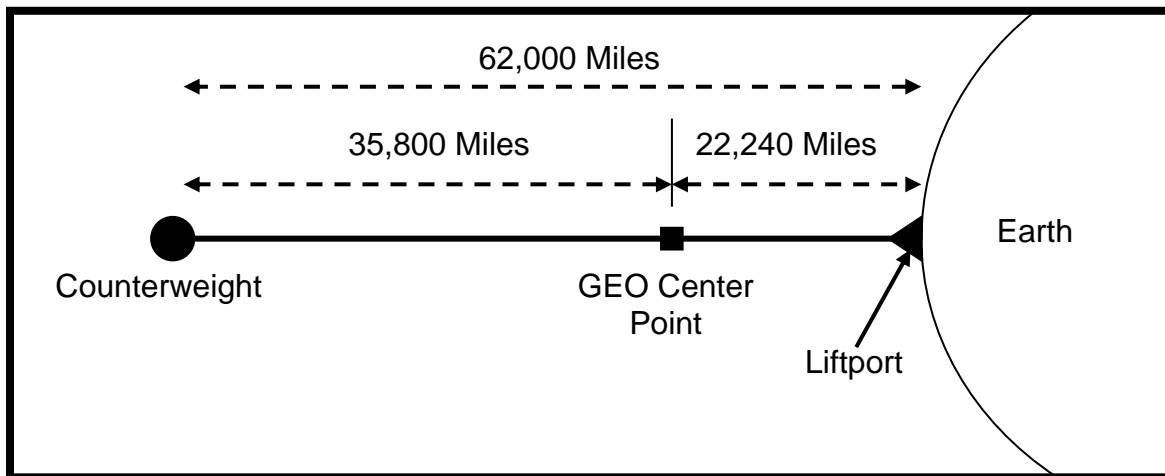 62,000 Miles
35,800 Miles
22,240 Miles
Earth
Counterweight
GEO Center
Point
Liftport